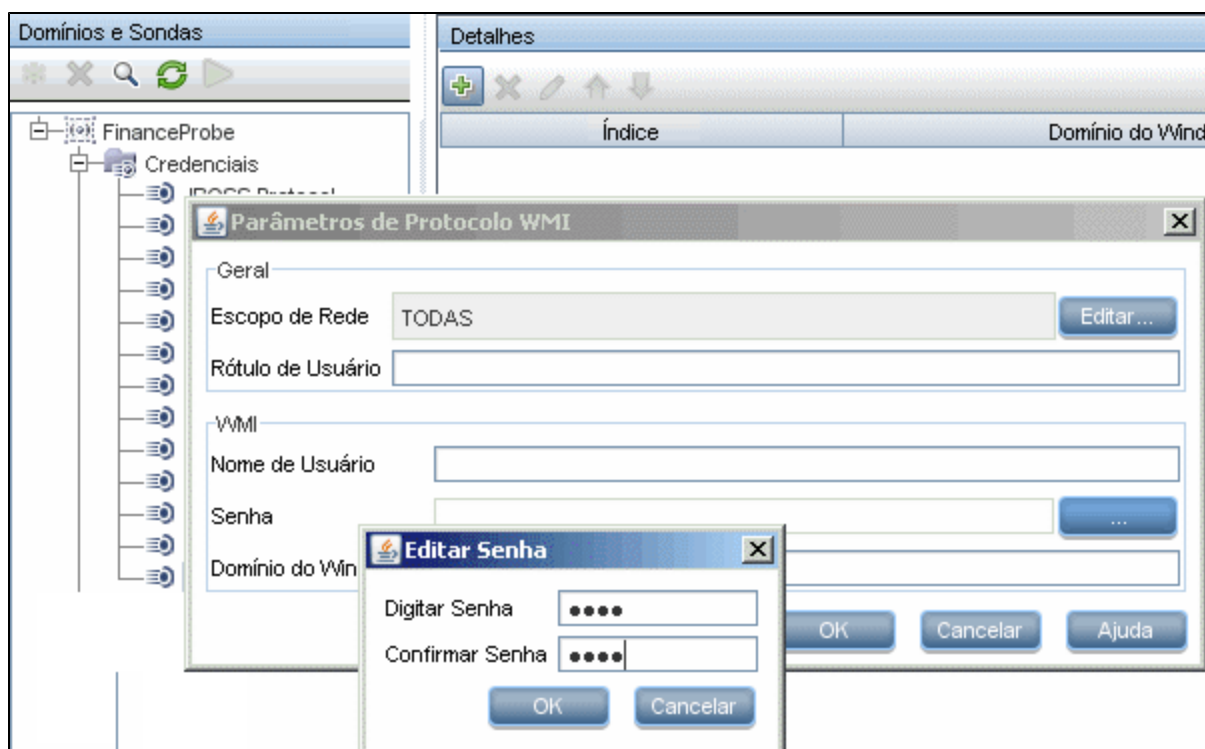 Domínios e Sondas
Detalhes
Índice
Domínio do Wind
FinanceProbe
Credenciais
Parâmetros de Protocolo WMI
Geral
Escopo de Rede TODAS Editar...
Rótulo de Usuário
WMI
Nome de Usuário
Senha ...
Domínio do Win
OK Cancelar Ajuda
Editar Senha
Digitar Senha ●●●●
Confirmar Senha ●●●●
OK Cancelar